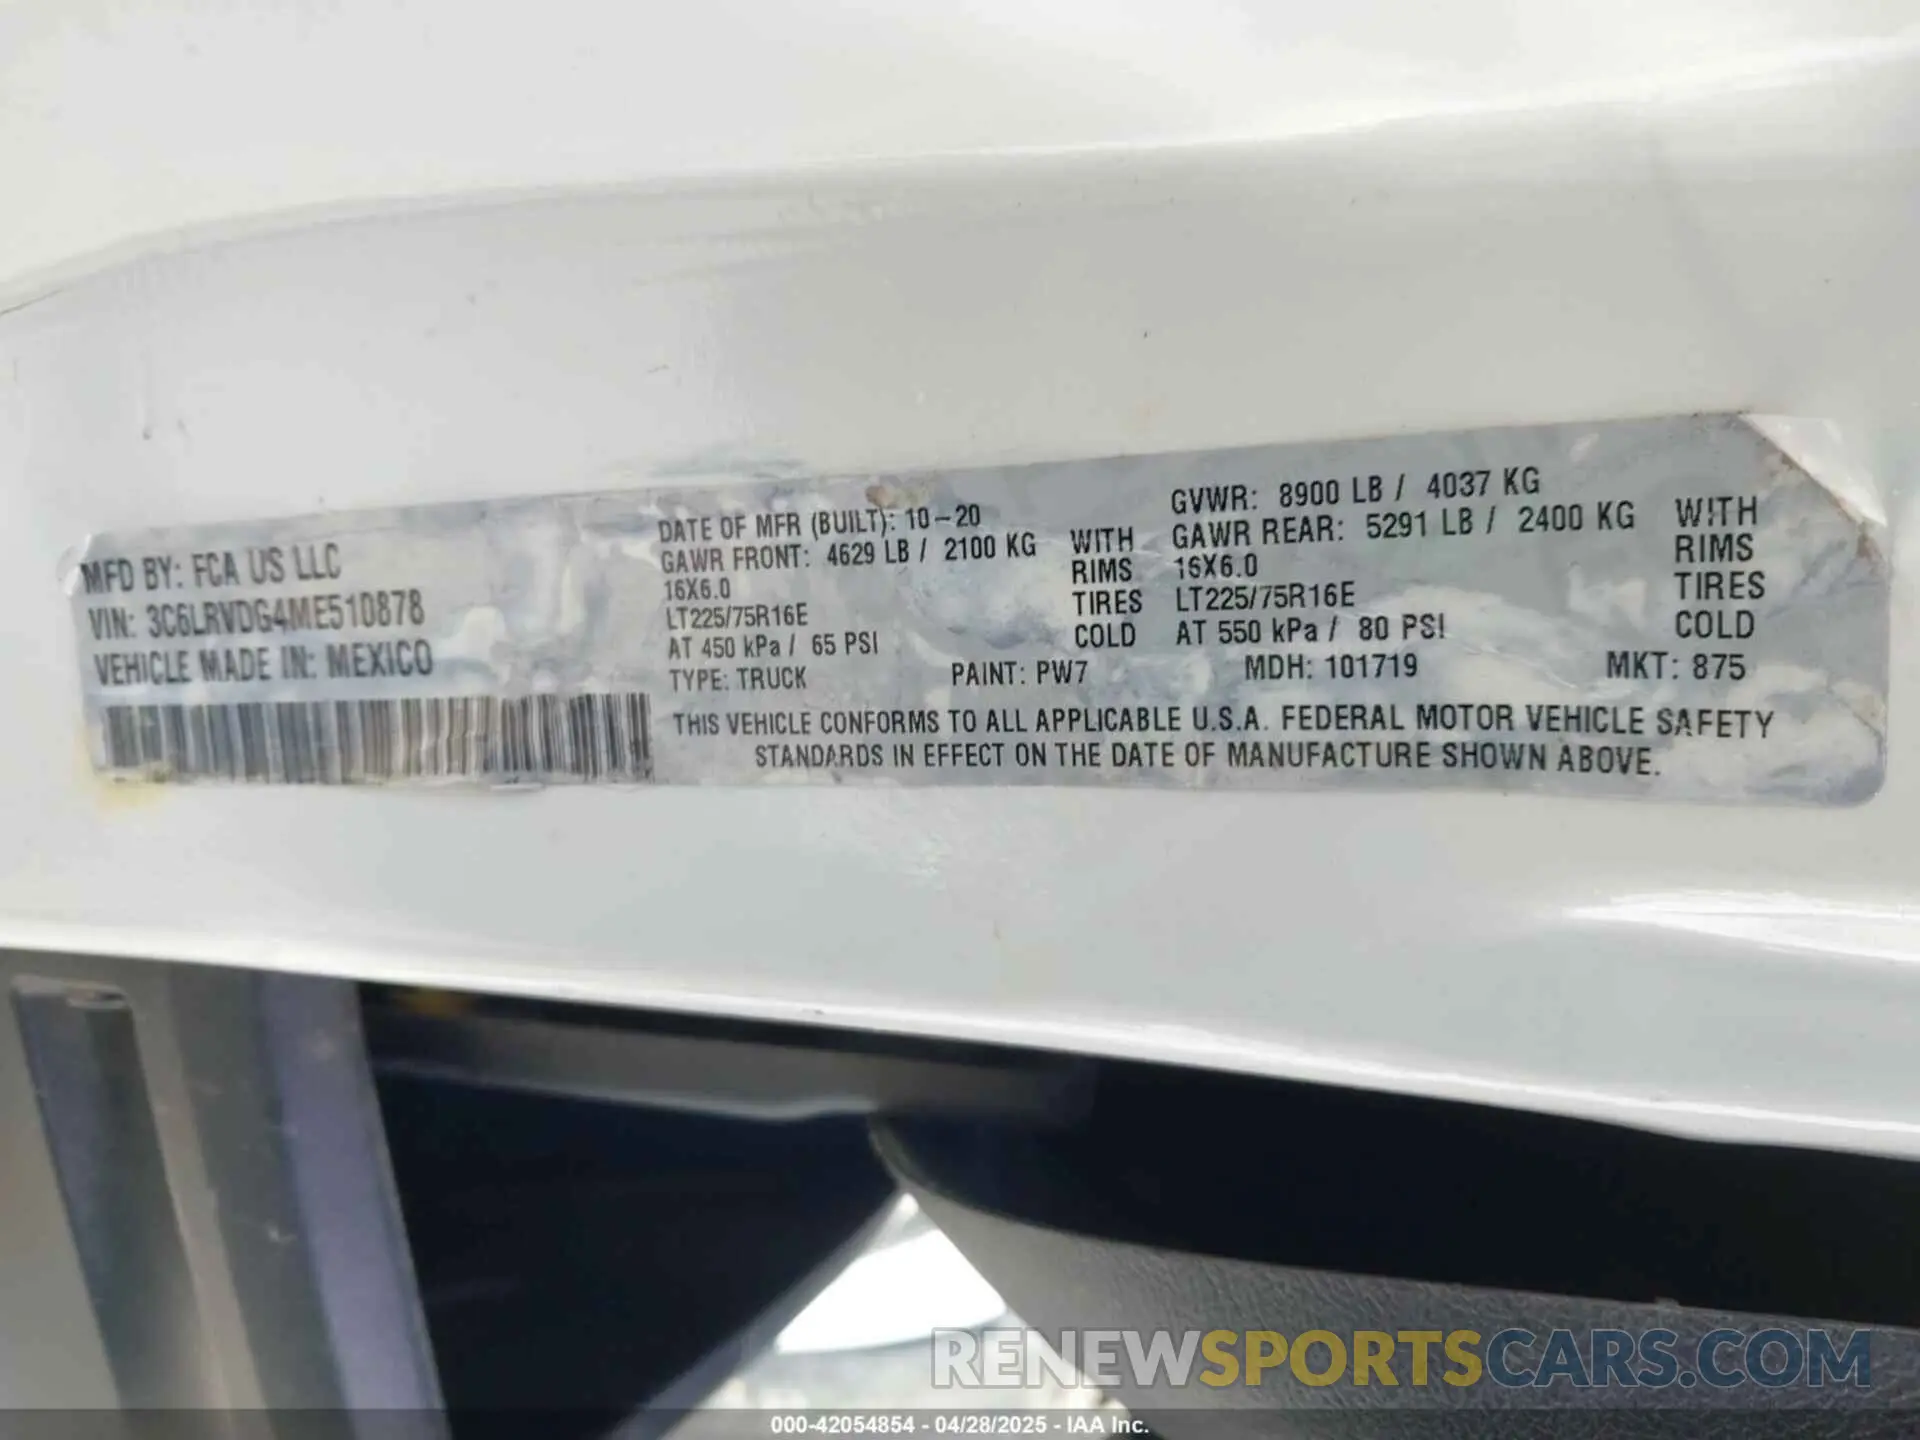 MFD BY: FCA US LLC
VIN: 3C6LRVDG4ME510878
VEHICLE MADE IN: MEXICO
DATE OF MFR (BUILT): 10-20
GAWR FRONT: 4629 LB / 2100 KG WITH
16X6.0 RIMS
LT225/75R16E TIRES
AT 450 kPa / 65 PSI COLD
GVWR: 8900 LB / 4037 KG
GAWR REAR: 5291 LB / 2400 KG WITH
16X6.0 RIMS
LT225/75R16E TIRES
AT 550 kPa / 80 PSI COLD
TYPE: TRUCK PAINT: PW7 MDH: 101719 MKT: 875
THIS VEHICLE CONFORMS TO ALL APPLICABLE U.S.A. FEDERAL MOTOR VEHICLE SAFETY
STANDARDS IN EFFECT ON THE DATE OF MANUFACTURE SHOWN ABOVE.
RENEWSPORTSCARS.COM
000-42054854 - 04/28/2025 - IAA Inc.